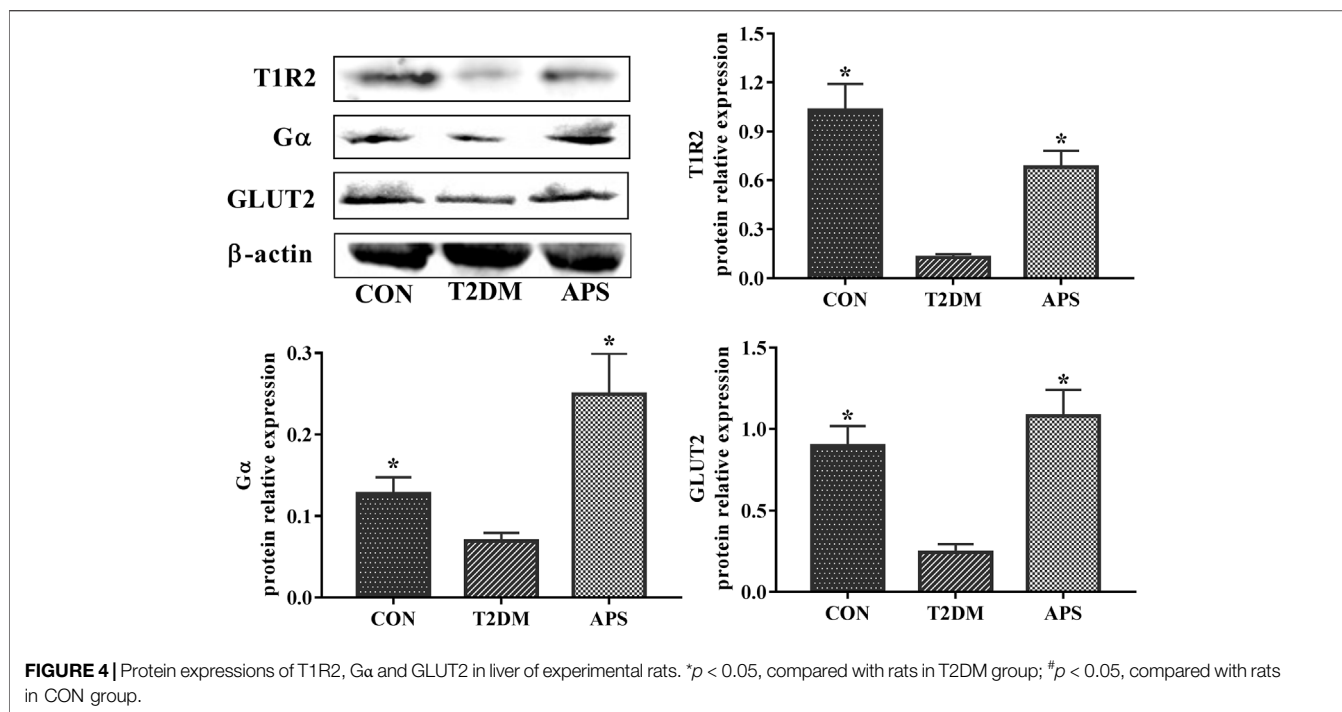 T1R2
Gα
GLUT2
β-actin
CON T2DM APS
T1R2
protein relative expression
1.5
1.2
0.9
0.6
0.3
0.0
*
*
CON T2DM APS
Gα
protein relative expression
0.3
0.2
0.1
0.0
*
*
CON T2DM APS
GLUT2
protein relative expression
1.5
1.0
0.5
0.0
*
*
CON T2DM APS
FIGURE 4 | Protein expressions of T1R2, Gα and GLUT2 in liver of experimental rats. *p < 0.05, compared with rats in T2DM group; #p < 0.05, compared with rats
in CON group.